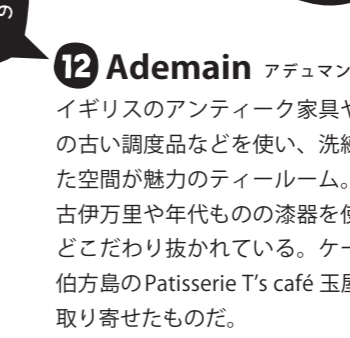 の
12 Ademain アデュマン
イギリスのアンティーク家具や
の古い調度品などを使い、洗練
た空間が魅力のティールーム。
古伊万里や年代ものの漆器を使
どこだわり抜かれている。ケー
伯方島のPatisserie T's café 玉屋
取り寄せたものだ。